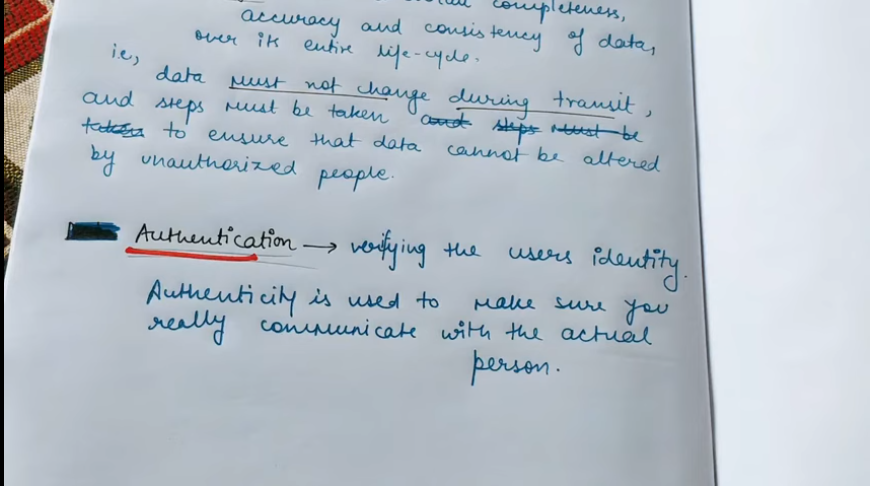 completeness,
accuracy and consistency of data,
over its entire life-cycle.
i.e, data must not change during transit,
and steps must be taken and steps must be
taken to ensure that data cannot be altered
by unauthorized people.
Authentication → verifying the users identity.
Authenticity is used to make sure you
really communicate with the actual
person.